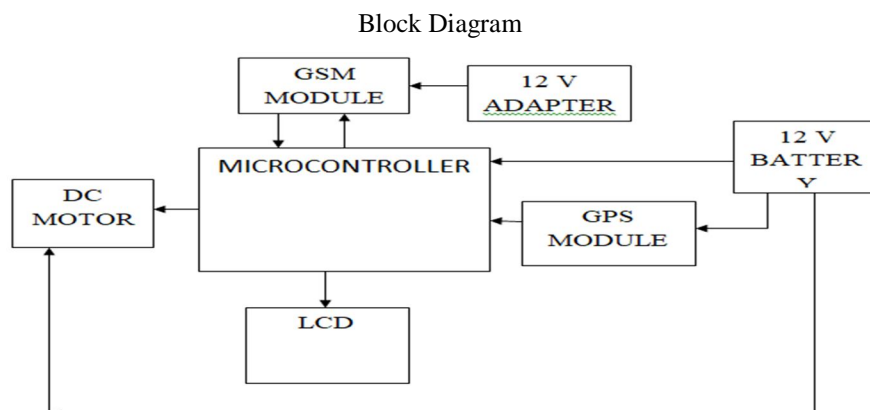 Block Diagram
GSM
MODULE
12 V
ADAPTER
12 V
BATTER
Y
MICROCONTROLLER
DC
MOTOR
GPS
MODULE
LCD